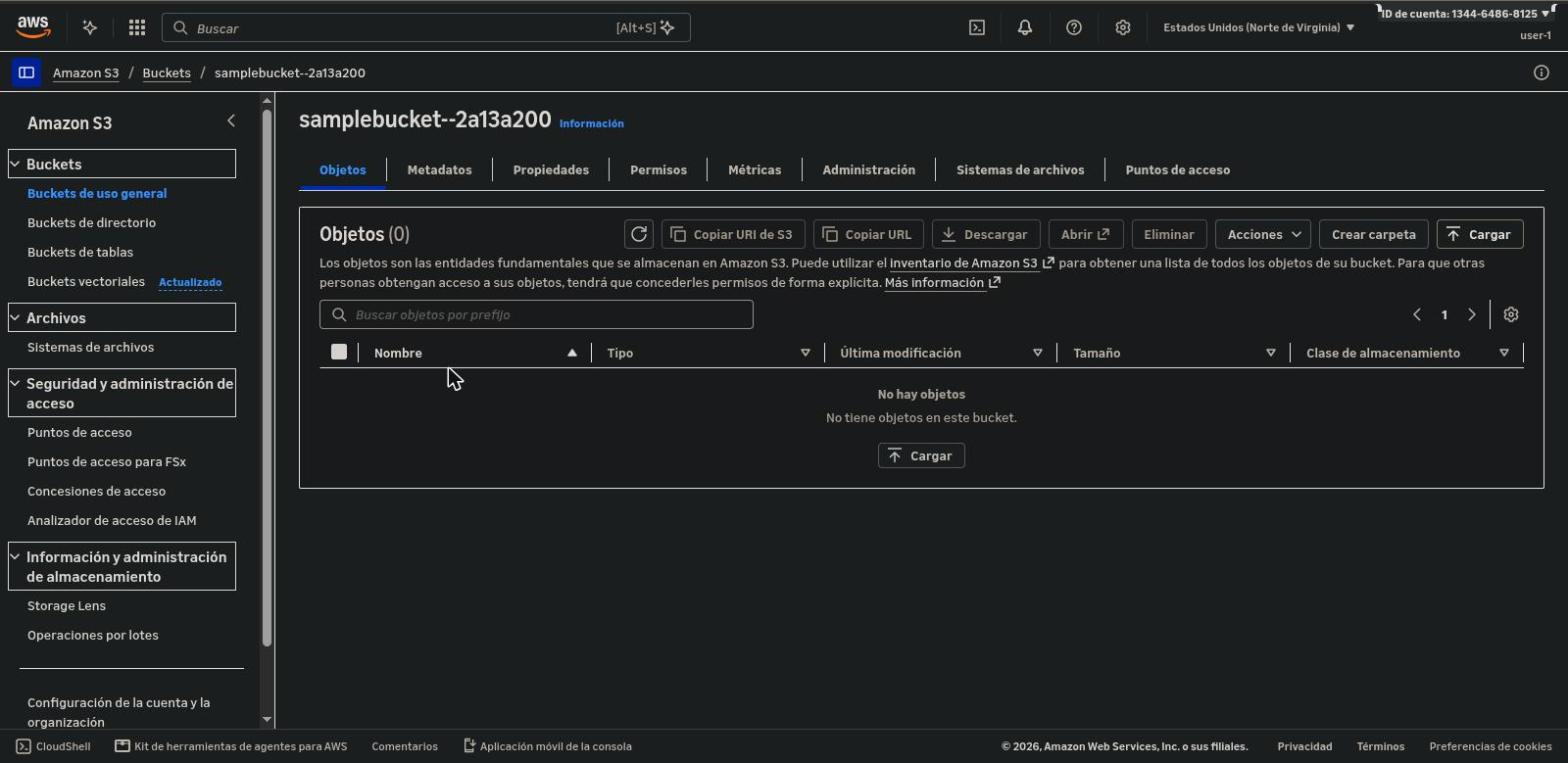 aws
Buscar
[Alt+S]
Estados Unidos (Norte de Virginia)
ID de cuenta: 1344-6486-8125
user-1
Amazon S3 / Buckets / samplebucket--2a13a200
Amazon S3
Buckets
Buckets de uso general
Buckets de directorio
Buckets de tablas
Buckets vectoriales Actualizado
Archivos
Sistemas de archivos
Seguridad y administración de
acceso
Puntos de acceso
Puntos de acceso para FSx
Concesiones de acceso
Analizador de acceso de IAM
Información y administración
de almacenamiento
Storage Lens
Operaciones por lotes
Configuración de la cuenta y la
organización
samplebucket--2a13a200 Información
Objetos Metadatos Propiedades Permisos Métricas Administración Sistemas de archivos Puntos de acceso
Objetos (0)
Copiar URI de S3 Copiar URL Descargar Abrir Eliminar Acciones Crear carpeta Cargar
Los objetos son las entidades fundamentales que se almacenan en Amazon S3. Puede utilizar el inventario de Amazon S3 para obtener una lista de todos los objetos de su bucket. Para que otras
personas obtengan acceso a sus objetos, tendrá que concederles permisos de forma explícita. Más información
Buscar objetos por prefijo
1
Nombre Tipo Última modificación Tamaño Clase de almacenamiento
No hay objetos
No tiene objetos en este bucket.
Cargar
CloudShell Kit de herramientas de agentes para AWS Comentarios Aplicación móvil de la consola © 2026, Amazon Web Services, Inc. o sus filiales. Privacidad Términos Preferencias de cookies